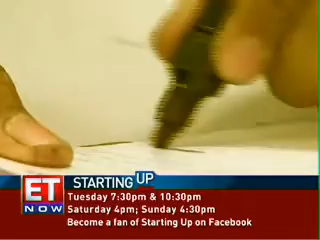 ET NOW
STARTING UP
Tuesday 7:30pm & 10:30pm
Saturday 4pm; Sunday 4:30pm
Become a fan of Starting Up on Facebook